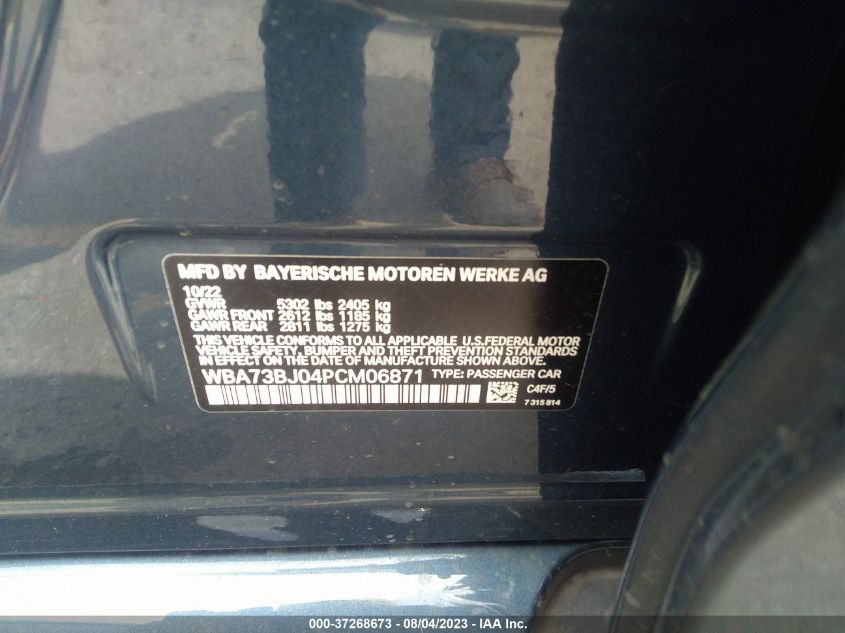 MFD BY BAYERISCHE MOTOREN WERKE AG
10/22
GVWR 5302 lbs 2405 kg
GAWR FRONT 2612 lbs 1185 kg
GAWR REAR 2811 lbs 1275 kg
THIS VEHICLE CONFORMS TO ALL APPLICABLE U.S.FEDERAL MOTOR
VEHICLE SAFETY, BUMPER AND THEFT PREVENTION STANDARDS
IN EFFECT ON THE DATE OF MANUFACTURE SHOWN ABOVE.
WBA73BJ04PCM06871 TYPE: PASSENGER CAR
C4F/5
7 315 814
000-37268673 - 08/04/2023 - IAA Inc.